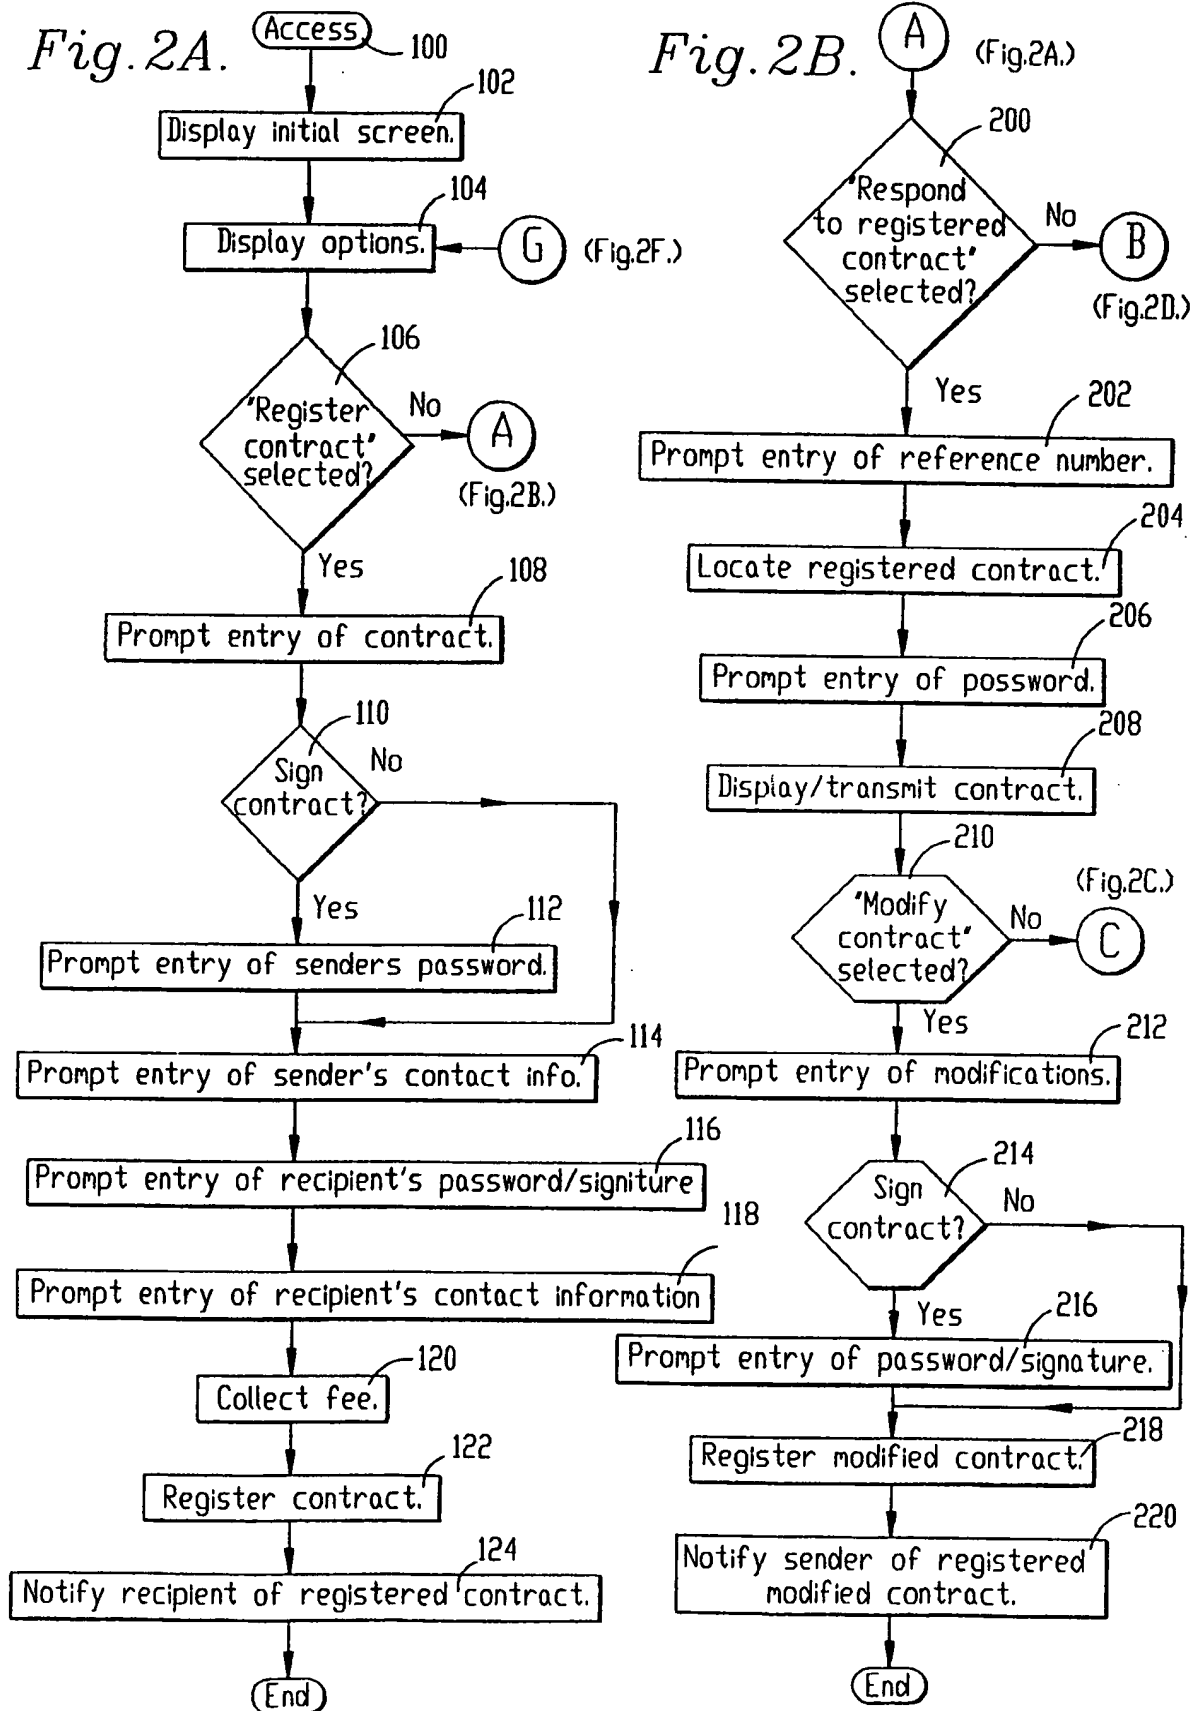 Fig.2A.
Access
100
102
Display initial screen.
104
Display options.
G
(Fig.2F.)
106
"Register
contract"
selected?
No
A
(Fig.2B.)
Yes
108
Prompt entry of contract.
110
Sign
contract?
No
Yes
112
Prompt entry of senders password.
114
Prompt entry of sender's contact info.
116
Prompt entry of recipient's password/signiture
118
Prompt entry of recipient's contact information
120
Collect fee.
122
Register contract.
124
Notify recipient of registered contract.
End
Fig.2B.
A
(Fig.2A.)
200
"Respond
to registered
contract"
selected?
No
B
(Fig.2D.)
Yes
202
Prompt entry of reference number.
204
Locate registered contract.
206
Prompt entry of possword.
208
Display/transmit contract.
210
"Modify
contract"
selected?
No
(Fig.2C.)
C
Yes
212
Prompt entry of modifications.
214
Sign
contract?
No
Yes
216
Prompt entry of password/signature.
218
Register modified contract.
220
Notify sender of registered
modified contract.
End